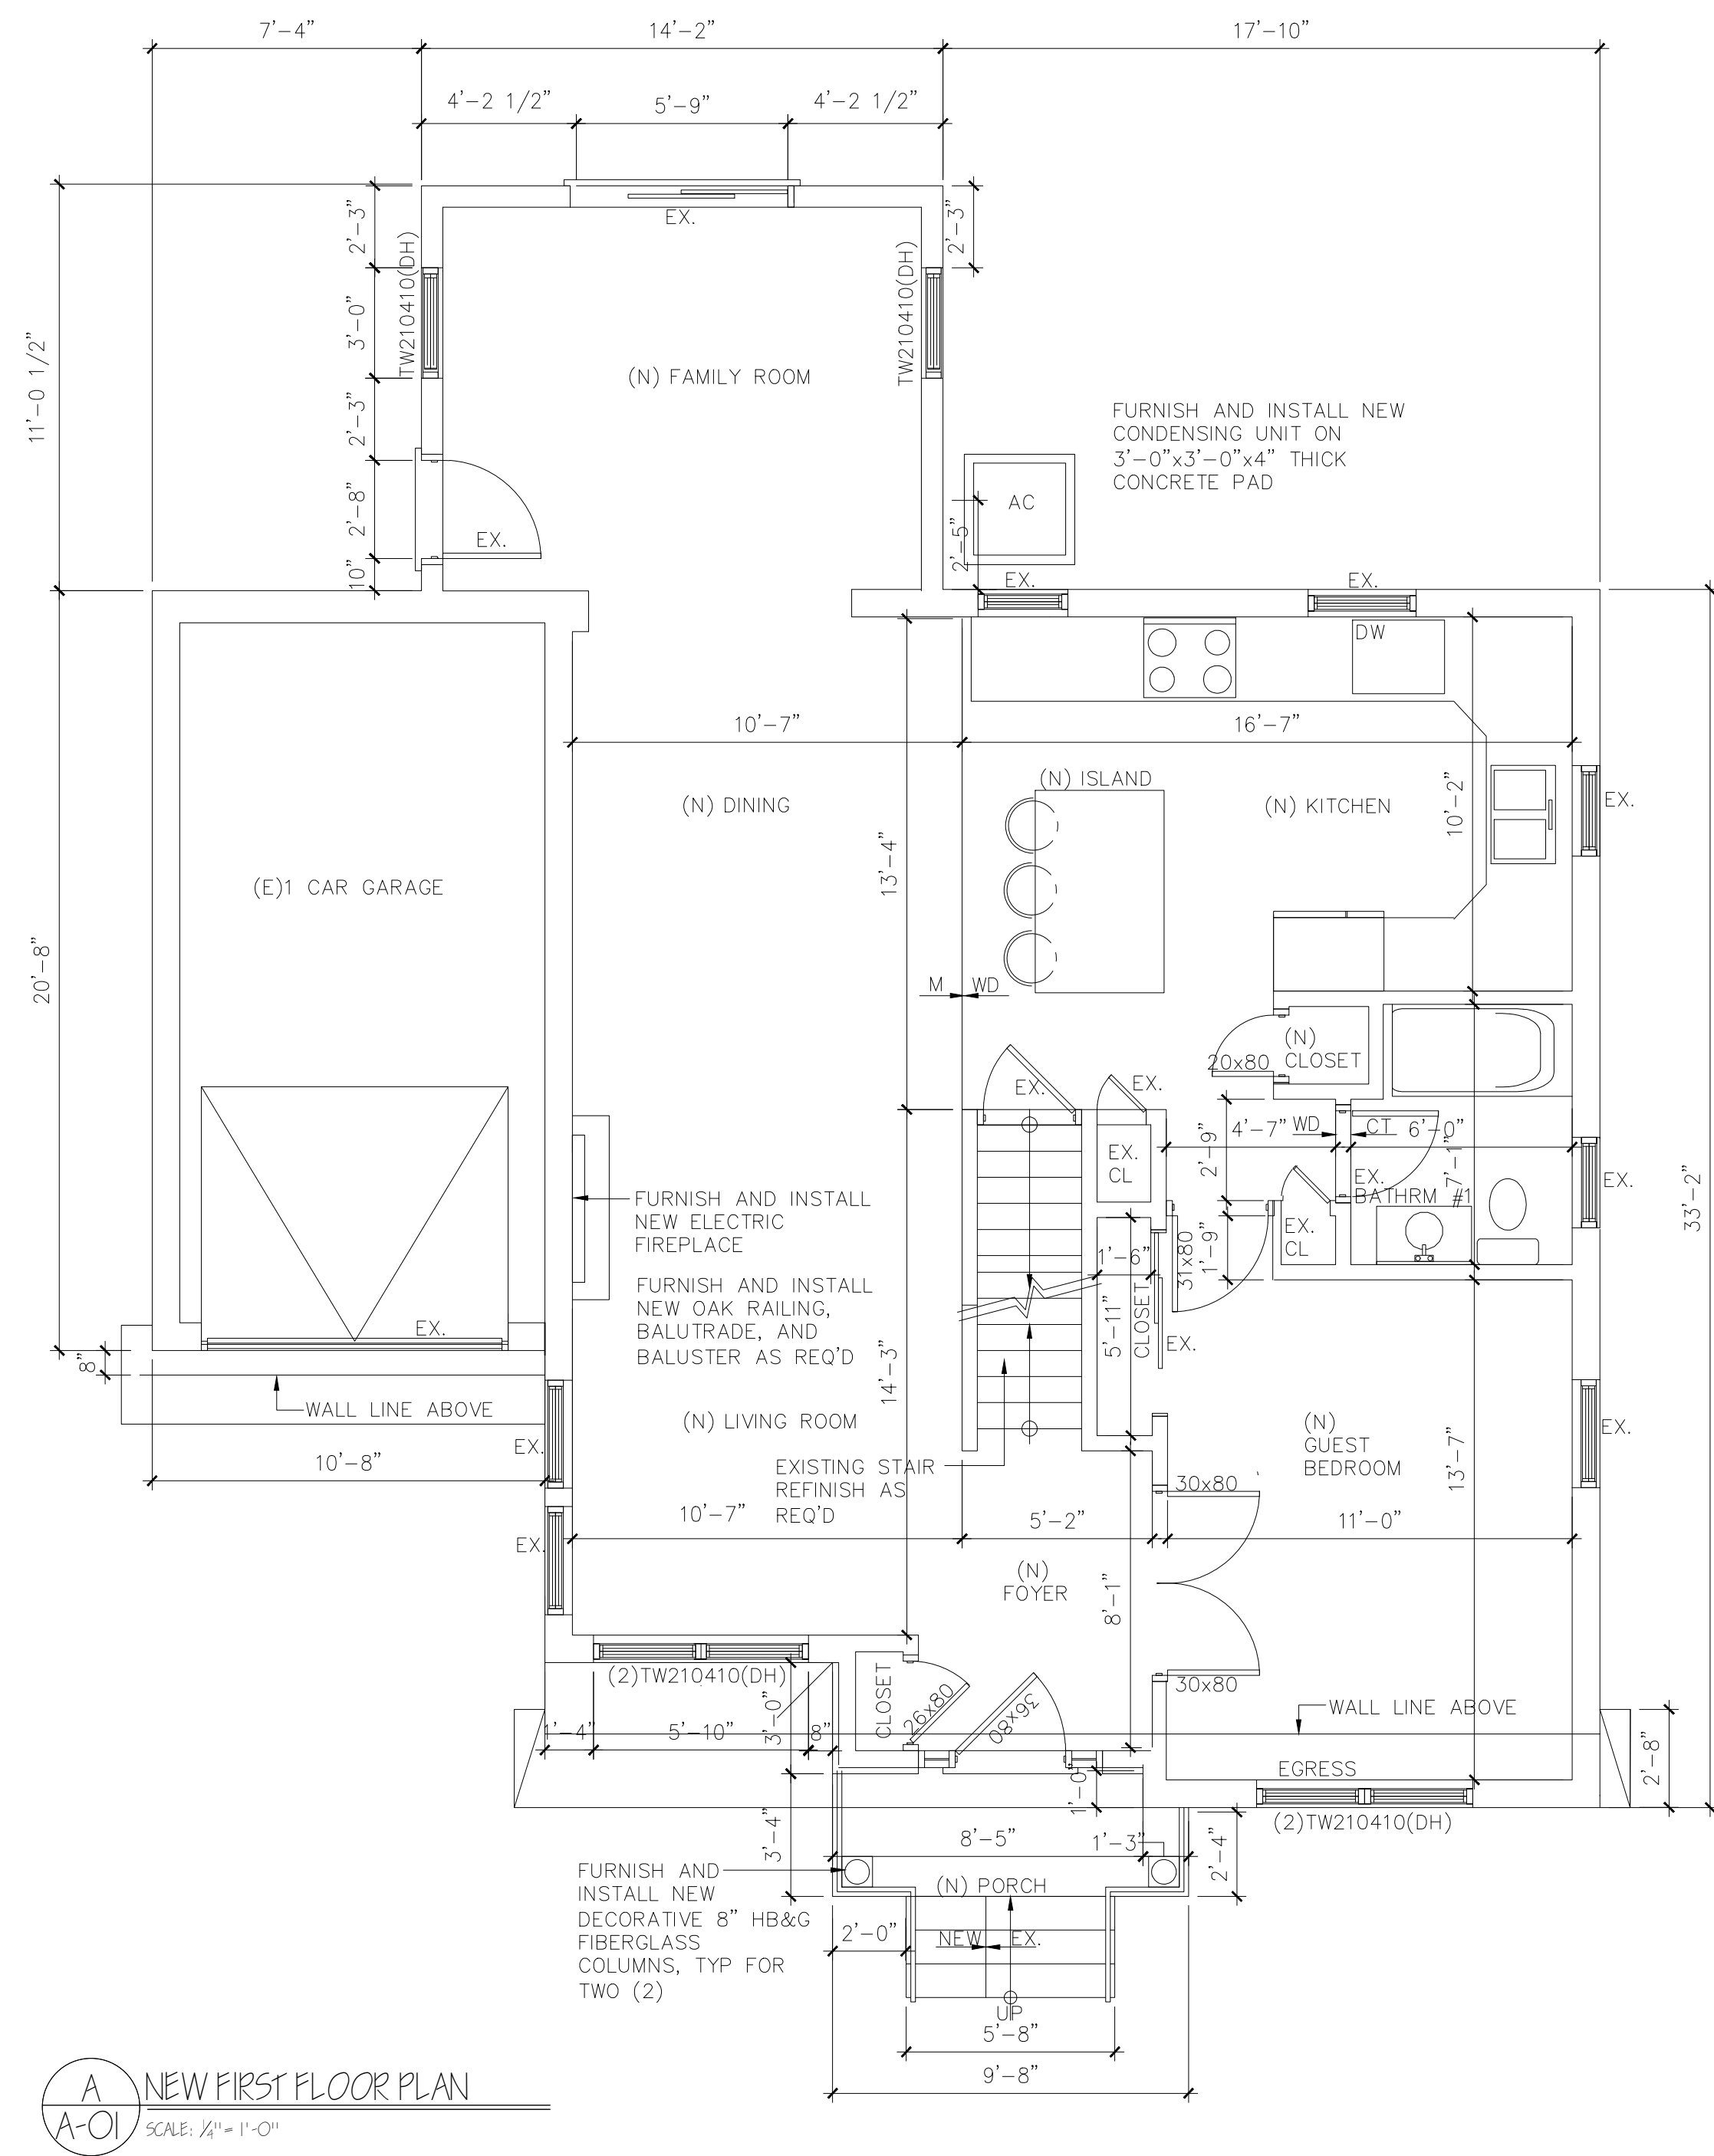 7'-4"
14'-2"
17'-10"
4'-2 1/2"
5'-9"
4'-2 1/2"
2'-3"
TW210410(DH)
EX.
TW210410(DH)
2'-3"
11'-0 1/2"
3'-0"
(N) FAMILY ROOM
2'-3"
FURNISH AND INSTALL NEW
CONDENSING UNIT ON
3'-0"x3'-0"x4" THICK
CONCRETE PAD
2'-8"
EX.
AC
2'-5"
10"
EX.
EX.
DW
10'-7"
16'-7"
(N) ISLAND
(N) DINING
(N) KITCHEN
10'-2"
EX.
13'-4"
(E)1 CAR GARAGE
20'-8"
M
WD
(N)
CLOSET
20x80
EX.
EX.
4'-7"
WD
CT
6'-0"
2'-9"
EX.
CL
EX.
BATHRM #1
7'-1"
EX.
33'-2"
FURNISH AND INSTALL
NEW ELECTRIC
FIREPLACE
EX.
CL
1'-6"
31x80
1'-9"
FURNISH AND INSTALL
NEW OAK RAILING,
BALUTRADE, AND
BALUSTER AS REQ'D
5'-11"
CLOSET
EX.
EX.
8"
14'-3"
WALL LINE ABOVE
(N) LIVING ROOM
(N)
GUEST
BEDROOM
EX.
EX.
10'-8"
EXISTING STAIR
REFINISH AS
REQ'D
13'-7"
30x80
10'-7"
5'-2"
11'-0"
EX.
(N)
FOYER
8'-1"
(2)TW210410(DH)
CLOSET
26x80
36x80
30x80
WALL LINE ABOVE
1'-4"
5'-10"
8"
3'-0"
EGRESS
2'-8"
1'-0"
(2)TW210410(DH)
3'-4"
8'-5"
1'-3"
2'-4"
FURNISH AND
INSTALL NEW
DECORATIVE 8" HB&G
FIBERGLASS
COLUMNS, TYP FOR
TWO (2)
(N) PORCH
2'-0"
NEW
EX.
UP
5'-8"
9'-8"
A
A-01
NEW FIRST FLOOR PLAN
SCALE: 1/4" = 1'-0"